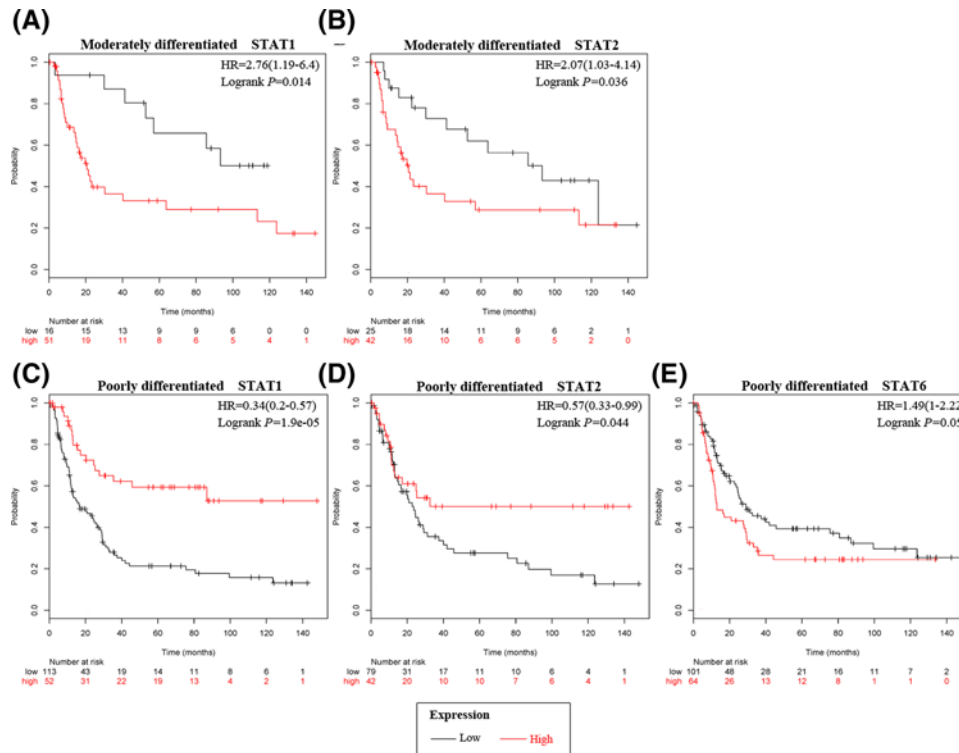 (A)
Moderately differentiated STAT1
HR=2.76(1.19-6.4)
Logrank P=0.014
Probability
1.0
0.8
0.6
0.4
0.2
0.0
0 20 40 60 80 100 120 140
Time (months)
Number at risk
low 16 15 13 9 9 6 0 0
high 51 19 11 8 6 5 4 1
(B)
Moderately differentiated STAT2
HR=2.07(1.03-4.14)
Logrank P=0.036
Probability
1.0
0.8
0.6
0.4
0.2
0.0
0 20 40 60 80 100 120 140
Time (months)
Number at risk
low 25 18 14 11 9 6 2 1
high 42 16 10 6 6 5 2 0
(C)
Poorly differentiated STAT1
HR=0.34(0.2-0.57)
Logrank P=1.9e-05
Probability
1.0
0.8
0.6
0.4
0.2
0.0
0 20 40 60 80 100 120 140
Time (months)
Number at risk
low 113 43 19 14 11 8 6 1
high 52 31 22 19 13 4 2 1
(D)
Poorly differentiated STAT2
HR=0.57(0.33-0.99)
Logrank P=0.044
Probability
1.0
0.8
0.6
0.4
0.2
0.0
0 20 40 60 80 100 120 140
Time (months)
Number at risk
low 79 31 17 11 10 6 4 1
high 42 20 10 10 7 6 4 1
(E)
Poorly differentiated STAT6
HR=1.49(1-2.22
Logrank P=0.05
Probability
1.0
0.8
0.6
0.4
0.2
0.0
0 20 40 60 80 100 120 140
Time (months)
Number at risk
low 101 48 28 21 16 11 7 2
high 64 26 13 12 8 1 1 0
Expression
Low High